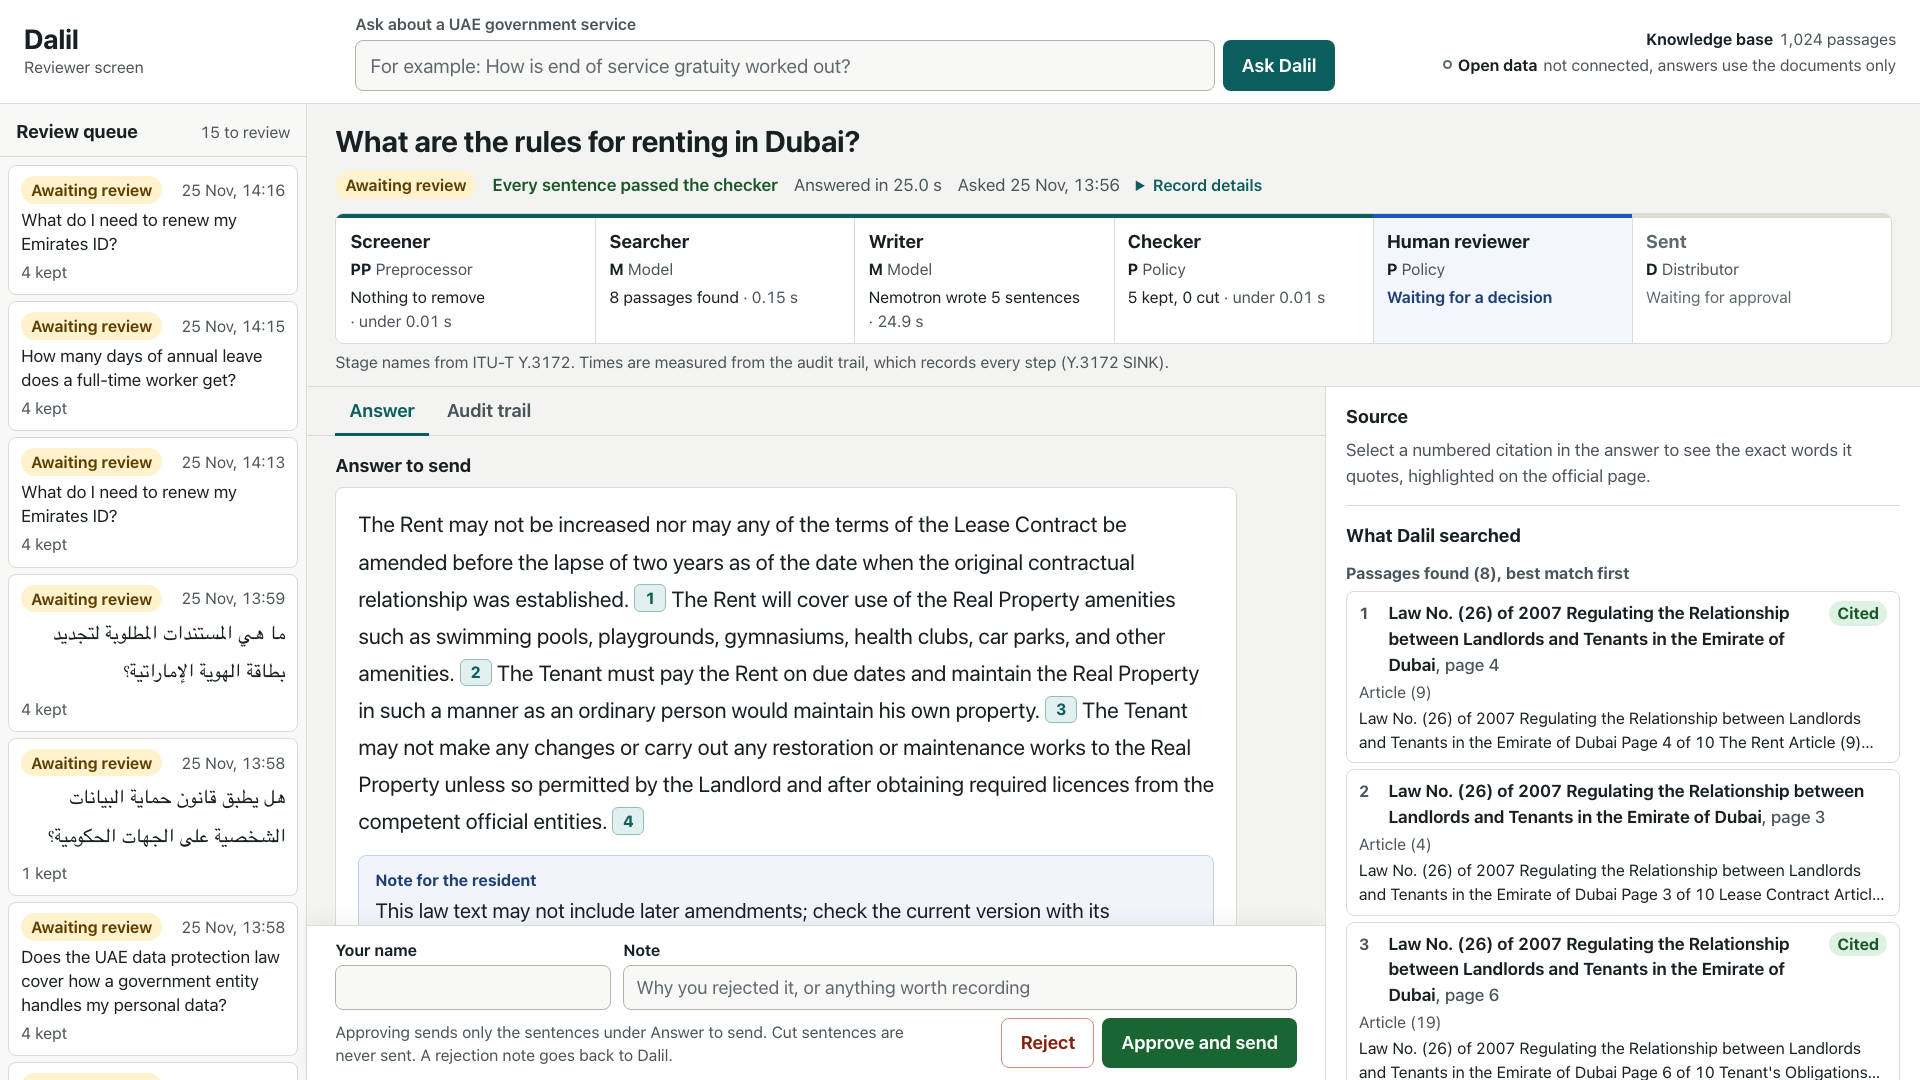 Dalil
Reviewer screen
Ask about a UAE government service
For example: How is end of service gratuity worked out?
Ask Dalil
Knowledge base 1,024 passages
Open data not connected, answers use the documents only
Review queue
15 to review
Awaiting review
25 Nov, 14:16
What do I need to renew my
Emirates ID?
4 kept
Awaiting review
25 Nov, 14:15
How many days of annual leave
does a full-time worker get?
4 kept
Awaiting review
25 Nov, 14:13
What do I need to renew my
Emirates ID?
4 kept
Awaiting review
25 Nov, 13:59
ما هي المستندات المطلوبة لتجديد
بطاقة الهوية الإماراتية؟
4 kept
Awaiting review
25 Nov, 13:58
هل يطبق قانون حماية البيانات
الشخصية على الجهات الحكومية؟
1 kept
Awaiting review
25 Nov, 13:58
Does the UAE data protection law
cover how a government entity
handles my personal data?
4 kept
What are the rules for renting in Dubai?
Awaiting review
Every sentence passed the checker
Answered in 25.0 s
Asked 25 Nov, 13:56
Record details
Screener
PP Preprocessor
Nothing to remove
· under 0.01 s
Searcher
M Model
8 passages found · 0.15 s
Writer
M Model
Nemotron wrote 5 sentences
· 24.9 s
Checker
P Policy
5 kept, 0 cut · under 0.01 s
Human reviewer
P Policy
Waiting for a decision
Sent
D Distributor
Waiting for approval
Stage names from ITU-T Y.3172. Times are measured from the audit trail, which records every step (Y.3172 SINK).
Answer
Audit trail
Answer to send
The Rent may not be increased nor may any of the terms of the Lease Contract be
amended before the lapse of two years as of the date when the original contractual
relationship was established. 1 The Rent will cover use of the Real Property amenities
such as swimming pools, playgrounds, gymnasiums, health clubs, car parks, and other
amenities. 2 The Tenant must pay the Rent on due dates and maintain the Real Property
in such a manner as an ordinary person would maintain his own property. 3 The Tenant
may not make any changes or carry out any restoration or maintenance works to the Real
Property unless so permitted by the Landlord and after obtaining required licences from the
competent official entities. 4
Note for the resident
This law text may not include later amendments; check the current version with its
Your name
Note
Why you rejected it, or anything worth recording
Approving sends only the sentences under Answer to send. Cut sentences are
never sent. A rejection note goes back to Dalil.
Reject
Approve and send
Source
Select a numbered citation in the answer to see the exact words it
quotes, highlighted on the official page.
What Dalil searched
Passages found (8), best match first
1 Law No. (26) of 2007 Regulating the Relationship
between Landlords and Tenants in the Emirate of
Dubai, page 4
Cited
Article (9)
Law No. (26) of 2007 Regulating the Relationship between Landlords
and Tenants in the Emirate of Dubai Page 4 of 10 The Rent Article (9)...
2 Law No. (26) of 2007 Regulating the Relationship between
Landlords and Tenants in the Emirate of Dubai, page 3
Article (4)
Law No. (26) of 2007 Regulating the Relationship between Landlords
and Tenants in the Emirate of Dubai Page 3 of 10 Lease Contract Articl...
3 Law No. (26) of 2007 Regulating the Relationship
between Landlords and Tenants in the Emirate of
Dubai, page 6
Cited
Article (19)
Law No. (26) of 2007 Regulating the Relationship between Landlords
and Tenants in the Emirate of Dubai Page 6 of 10 Tenant's Obligations...